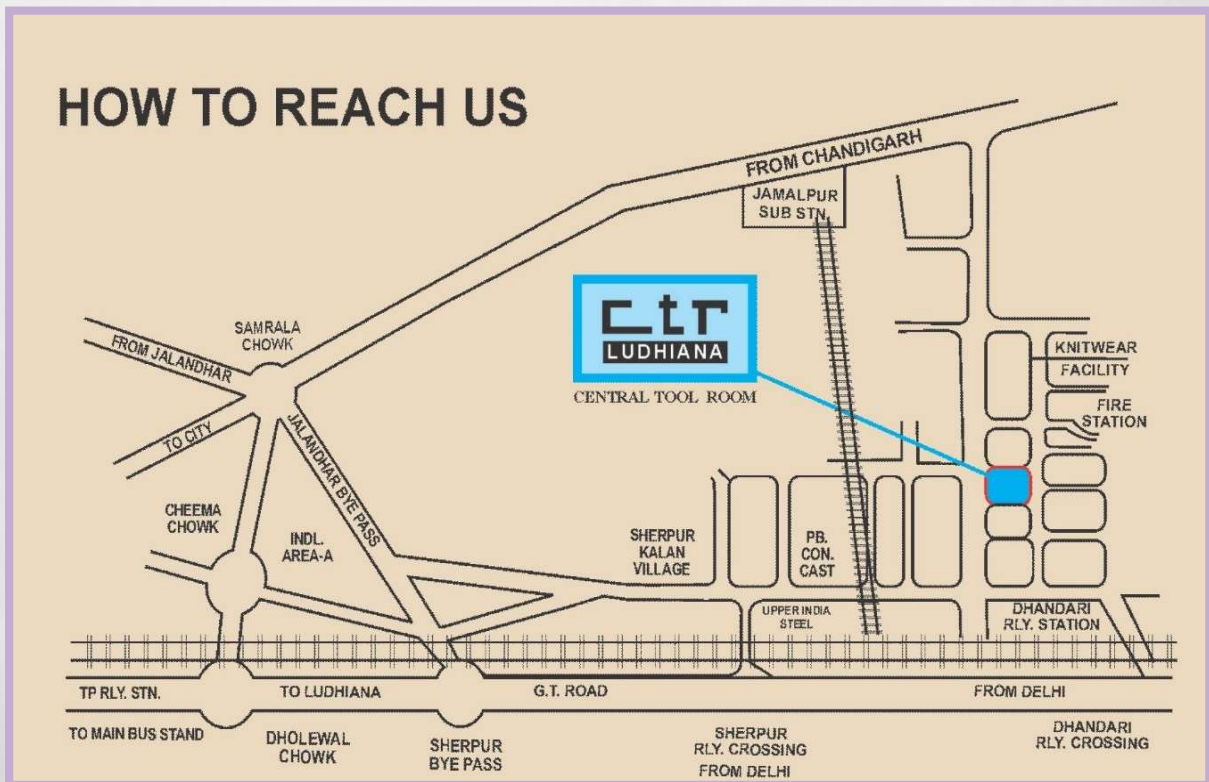 HOW TO REACH US
FROM CHANDIGARH
JAMALPUR
SUB STN.
ctr
LUDHIANA
CENTRAL TOOL ROOM
SAMRALA
CHOWK
FROM JALANDHAR
TO CITY
JALANDHAR BYE PASS
KNITWEAR
FACILITY
FIRE
STATION
CHEEMA
CHOWK
INDL.
AREA-A
SHERPUR
KALAN
VILLAGE
PB.
CON.
CAST
UPPER INDIA
STEEL
DHANDARI
RLY. STATION
TP RLY. STN.
TO LUDHIANA
G.T. ROAD
FROM DELHI
TO MAIN BUS STAND
DHOLEWAL
CHOWK
SHERPUR
BYE PASS
SHERPUR
RLY. CROSSING
FROM DELHI
DHANDARI
RLY. CROSSING